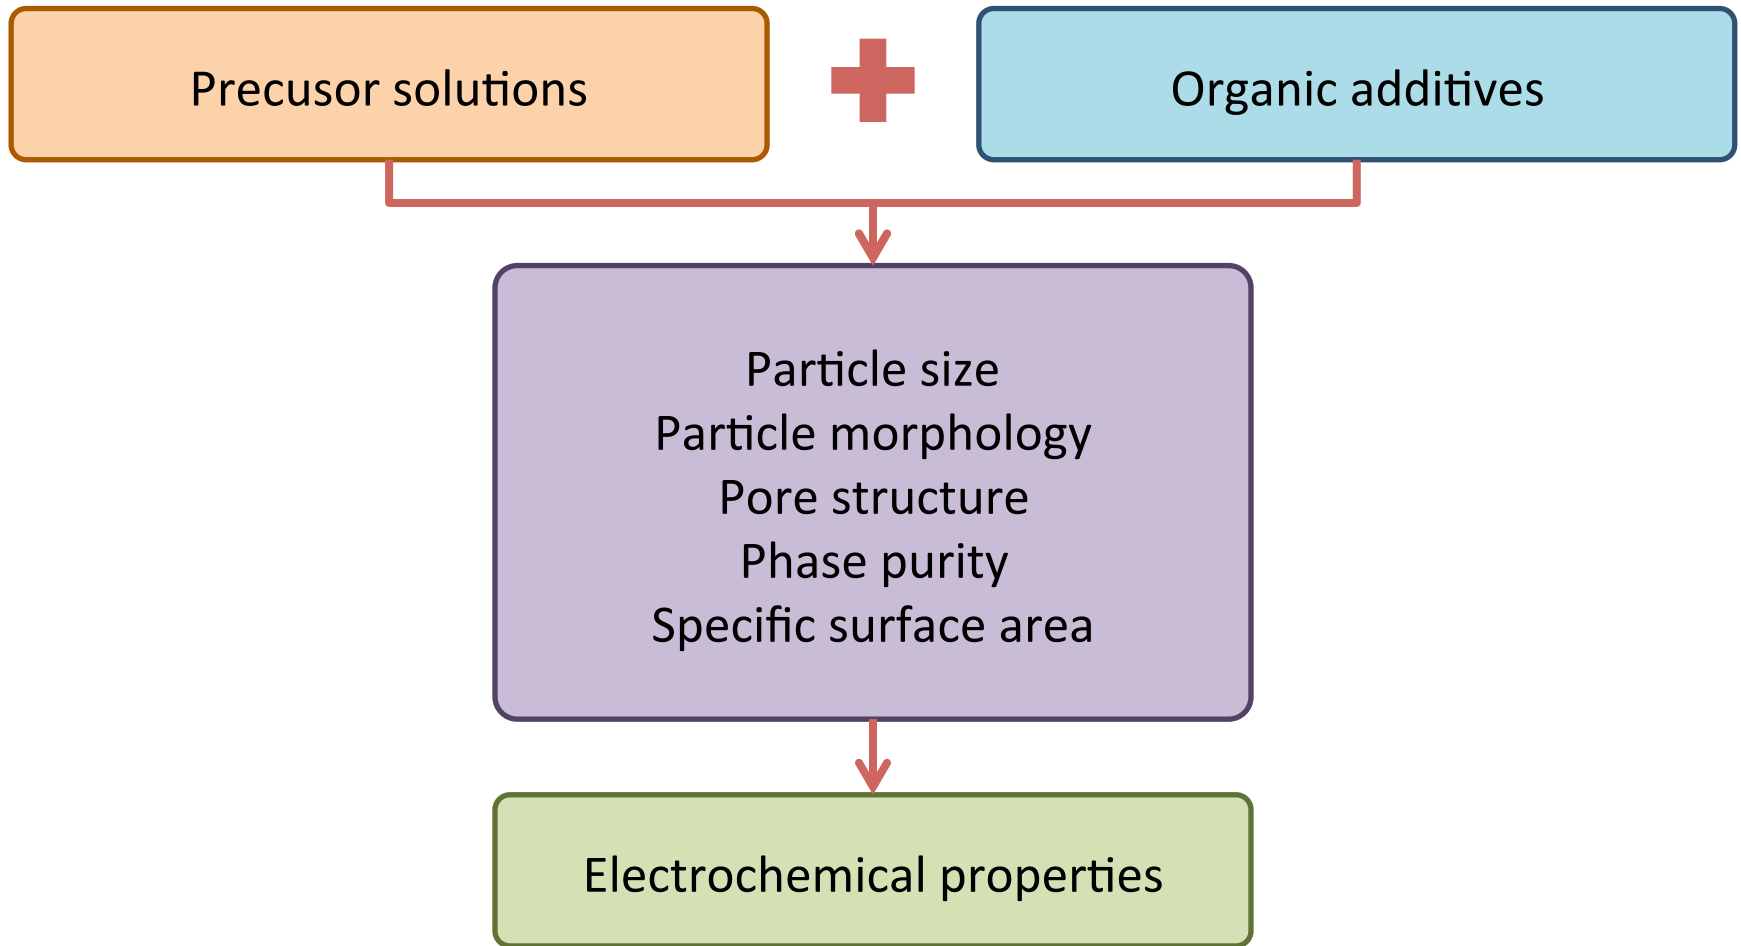 Precusor solutions
Organic additives
Particle size
Particle morphology
Pore structure
Phase purity
Specific surface area
Electrochemical properties